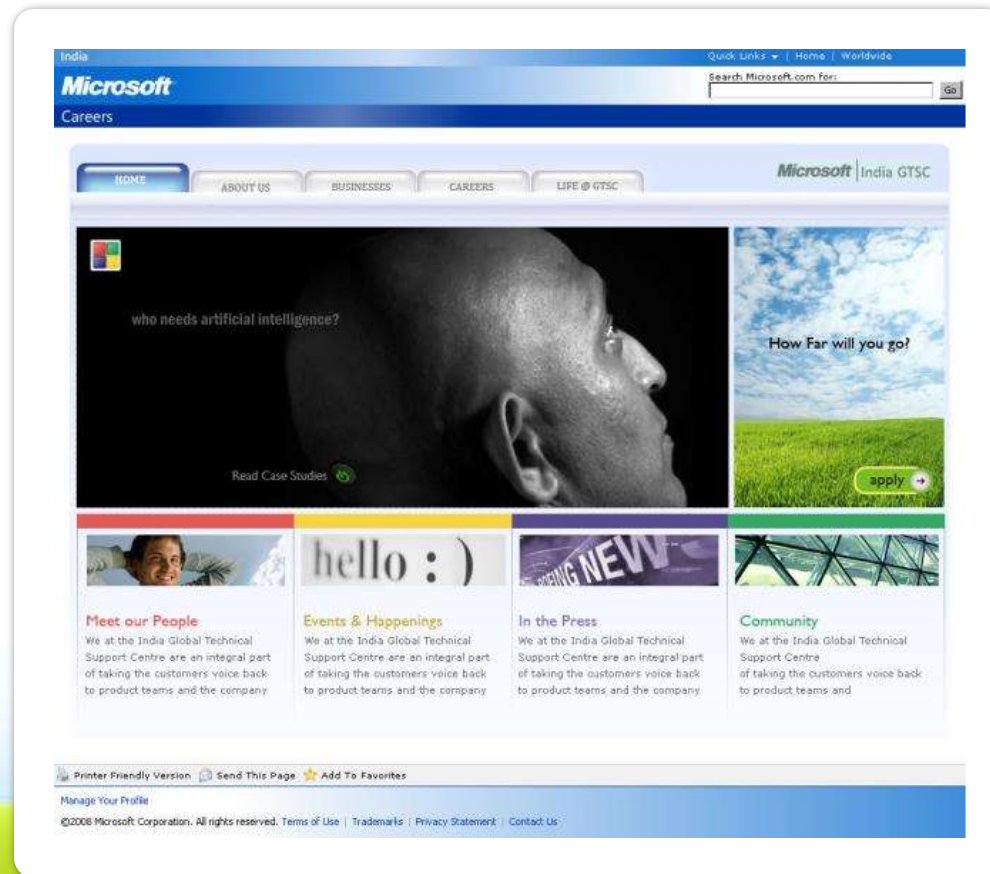 India
Quick Links | Home | Worldwide
Microsoft
Search Microsoft.com for:
Go
Careers
HOME
ABOUT US
BUSINESSES
CAREERS
LIFE @ GTSC
Microsoft | India GTSC
who needs artificial intelligence?
Read Case Studies
How Far will you go?
apply
hello : )
BOEING NEWS
Meet our People
We at the India Global Technical
Support Centre are an integral part
of taking the customers voice back
to product teams and the company
Events & Happenings
We at the India Global Technical
Support Centre are an integral part
of taking the customers voice back
to product teams and the company
In the Press
We at the India Global Technical
Support Centre are an integral part
of taking the customers voice back
to product teams and the company
Community
We at the India Global Technical
Support Centre
of taking the customers voice back
to product teams and
Printer Friendly Version Send This Page Add To Favorites
Manage Your Profile
©2008 Microsoft Corporation. All rights reserved. Terms of Use | Trademarks | Privacy Statement | Contact Us